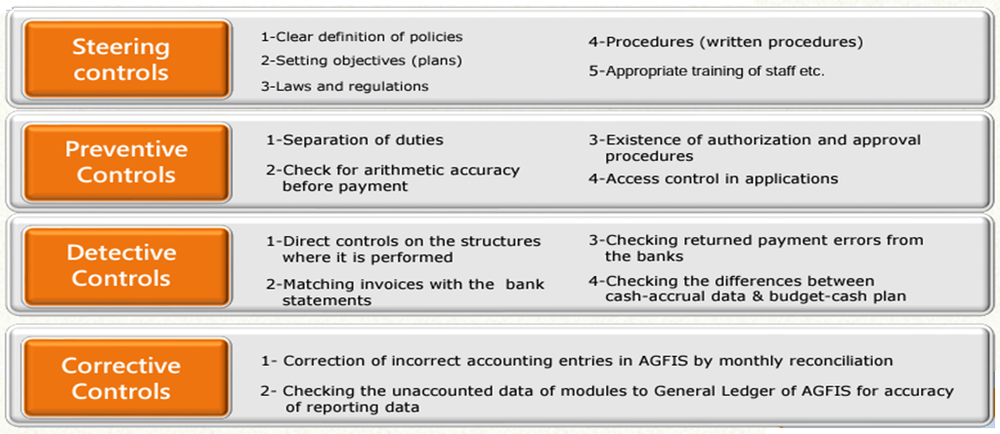 Steering
controls
1-Clear definition of policies
2-Setting objectives (plans)
3-Laws and regulations
4-Procedures (written procedures)
5-Appropriate training of staff etc.
Preventive
Controls
1-Separation of duties
2-Check for arithmetic accuracy
before payment
3-Existence of authorization and approval
procedures
4-Access control in applications
Detective
Controls
1-Direct controls on the structures
where it is performed
2-Matching invoices with the bank
statements
3-Checking returned payment errors from
the banks
4-Checking the differences between
cash-accrual data & budget-cash plan
Corrective
Controls
1- Correction of incorrect accounting entries in AGFIS by monthly reconciliation
2- Checking the unaccounted data of modules to General Ledger of AGFIS for accuracy
of reporting data